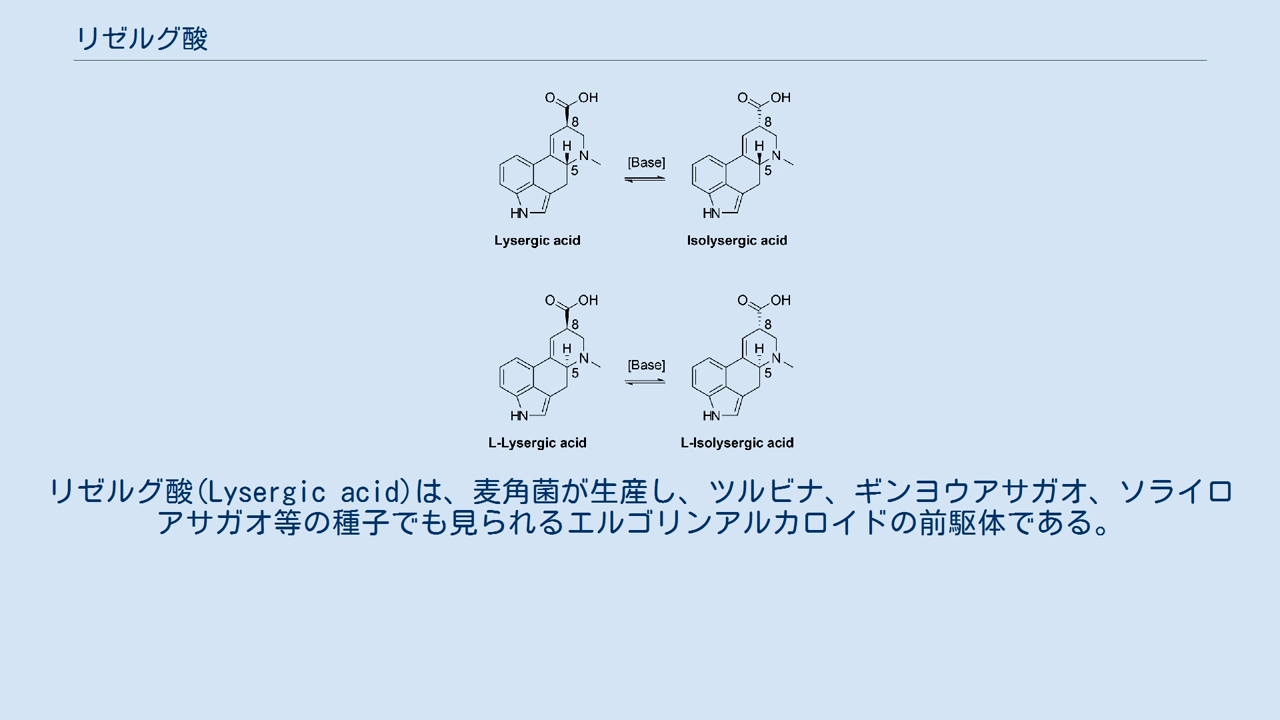 リゼルグ酸
O OH
8
H
N
5
HN
[Base]
O OH
8
H
N
5
HN
Lysergic acid
Isolysergic acid
O OH
8
H
N
5
HN
[Base]
O OH
8
H
N
5
HN
L-Lysergic acid
L-Isolysergic acid
リゼルグ酸(Lysergic acid)は、麦角菌が生産し、ツルビナ、ギンヨウアサガオ、ソライロ
アサガオ等の種子でも見られるエルゴリンアルカロイドの前駆体である。